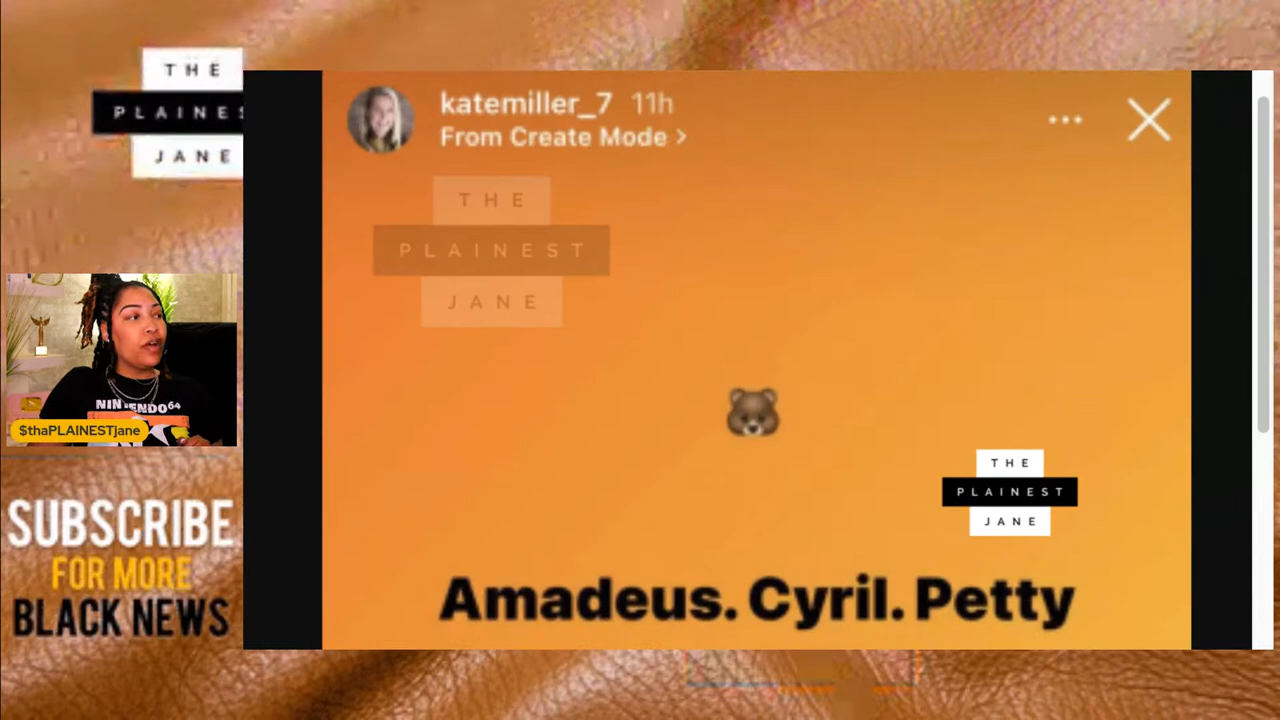 THE
PLAINES
JANE
katemiller_7 11h
From Create Mode >
THE
PLAINEST
JANE
THE
PLAINEST
JANE
Amadeus. Cyril. Petty
NINTENDO64
$thaPLAINESTjane
SUBSCRIBE
FOR MORE
BLACK NEWS